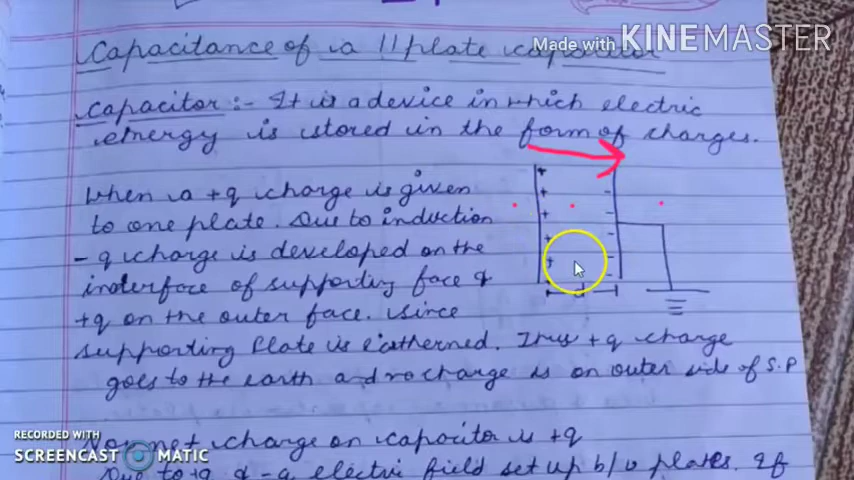 Capacitance of a 11 plate capacitor
Made with KINEMASTER
Capacitor :- It is a device in which electric
energy is stored in the form of charges.
When a +q charge is given
to one plate. Due to induction
-q charge is developed on the
interface of supporting face &
+q on the outer face. Since
supporting Plate is earthened. Thus +q charge
goes to the earth and no charge is on outer side of S.P
d
Now net charge on capacitor is +q
Due to +q & -q electric field set up b/w plates. If
RECORDED WITH
SCREENCAST MATIC